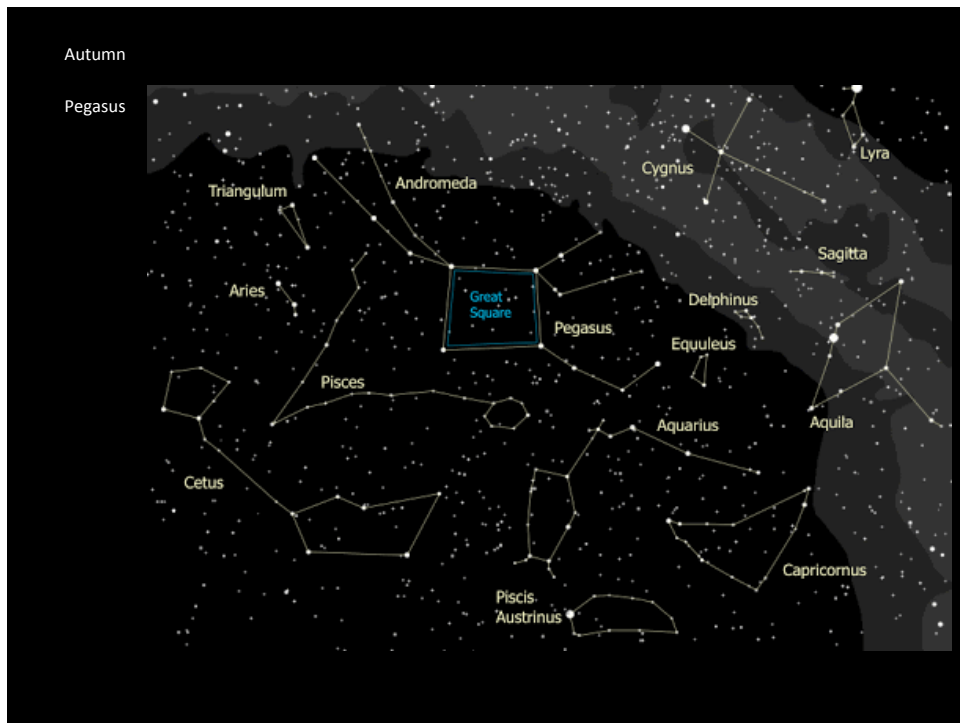 Autumn
Pegasus
Lyra
Cygnus
Andromeda
Triangulum
Sagitta
Aries
Great
Square
Delphinus
Pegasus
Equuleus
Pisces
Aquarius
Aquila
Cetus
Capricornus
Piscis
Austrinus